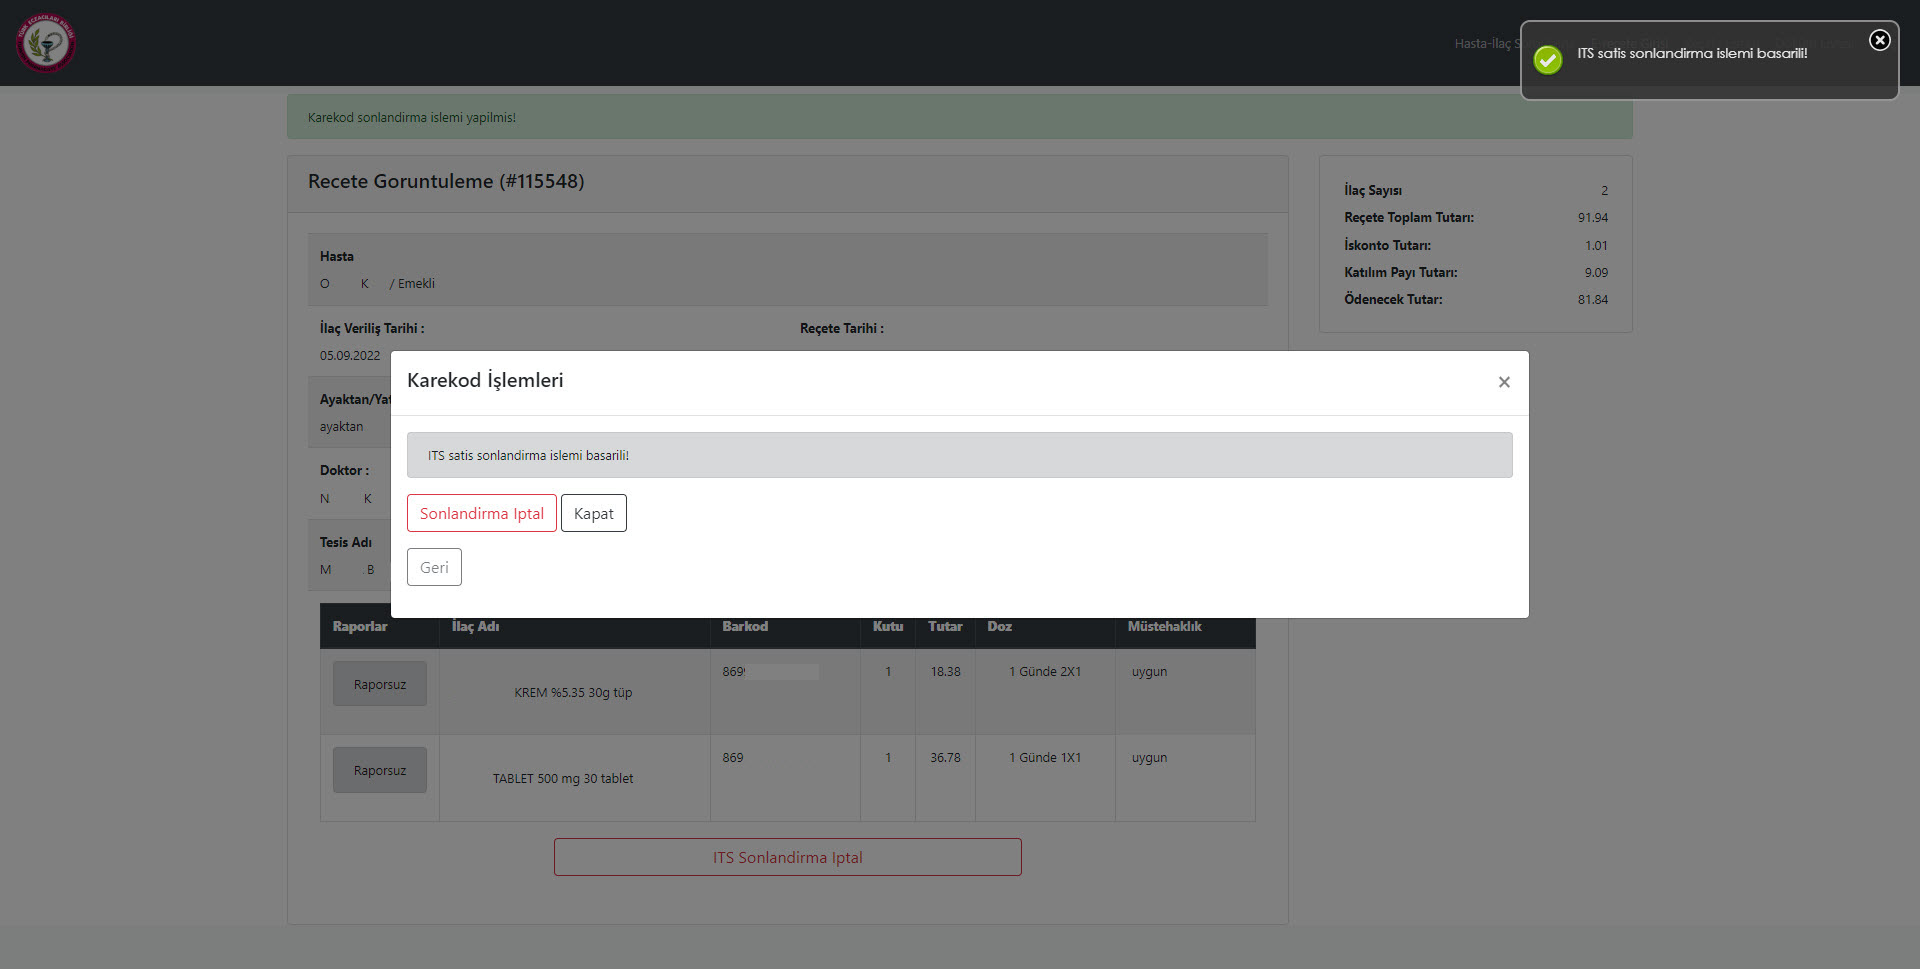 TÜRK ECZACILARI BİRLİĞİ
Hasta-İlaç S
ITS satis sonlandirma islemi basarili!
Karekod sonlandirma islemi yapilmis!
Recete Goruntuleme (#115548)
Hasta
O K / Emekli
İlaç Veriliş Tarihi :
Reçete Tarihi :
05.09.2022
Ayaktan/Yat
ayaktan
Doktor :
N K
Tesis Adı
M . B
İlaç Sayısı 2
Reçete Toplam Tutarı: 91.94
İskonto Tutarı: 1.01
Katılım Payı Tutarı: 9.09
Ödenecek Tutar: 81.84
Karekod İşlemleri ×
ITS satis sonlandirma islemi basarili!
Sonlandirma Iptal Kapat
Geri
Raporlar İlaç Adı Barkod Kutu Tutar Doz Müstehaklık
Raporsuz KREM %5.35 30g tüp 869 1 18.38 1 Günde 2X1 uygun
Raporsuz TABLET 500 mg 30 tablet 869 1 36.78 1 Günde 1X1 uygun
ITS Sonlandirma Iptal